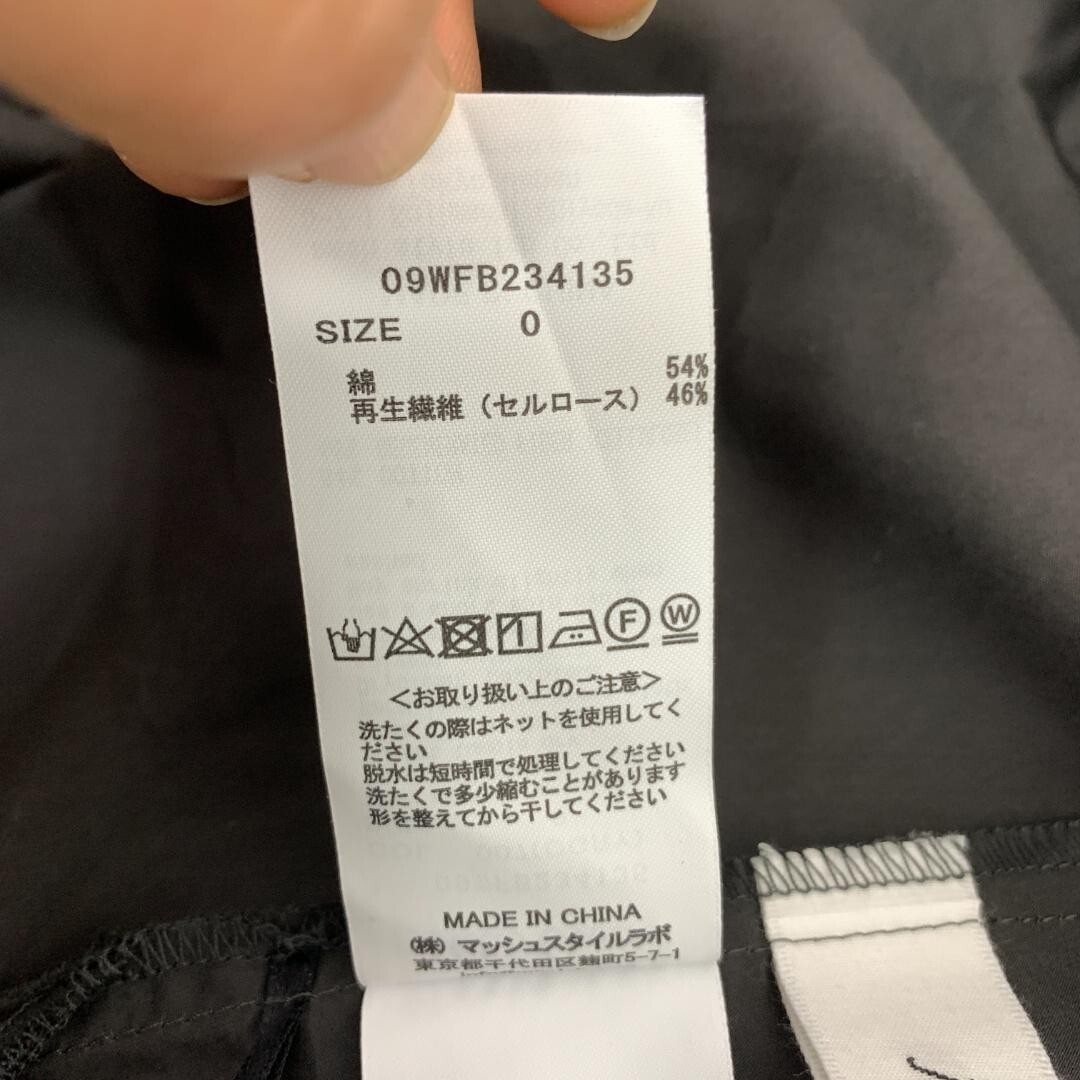 09WFB234135
SIZE 0
綿 54%
再生繊維（セルロース） 46%
F W
＜お取り扱い上のご注意＞
洗たくの際はネットを使用してく
ださい
脱水は短時間で処理してください
洗たくで多少縮むことがあります
形を整えてから干してください
MADE IN CHINA
㈱ マッシュスタイルラボ
東京都千代田区麹町5-7-1